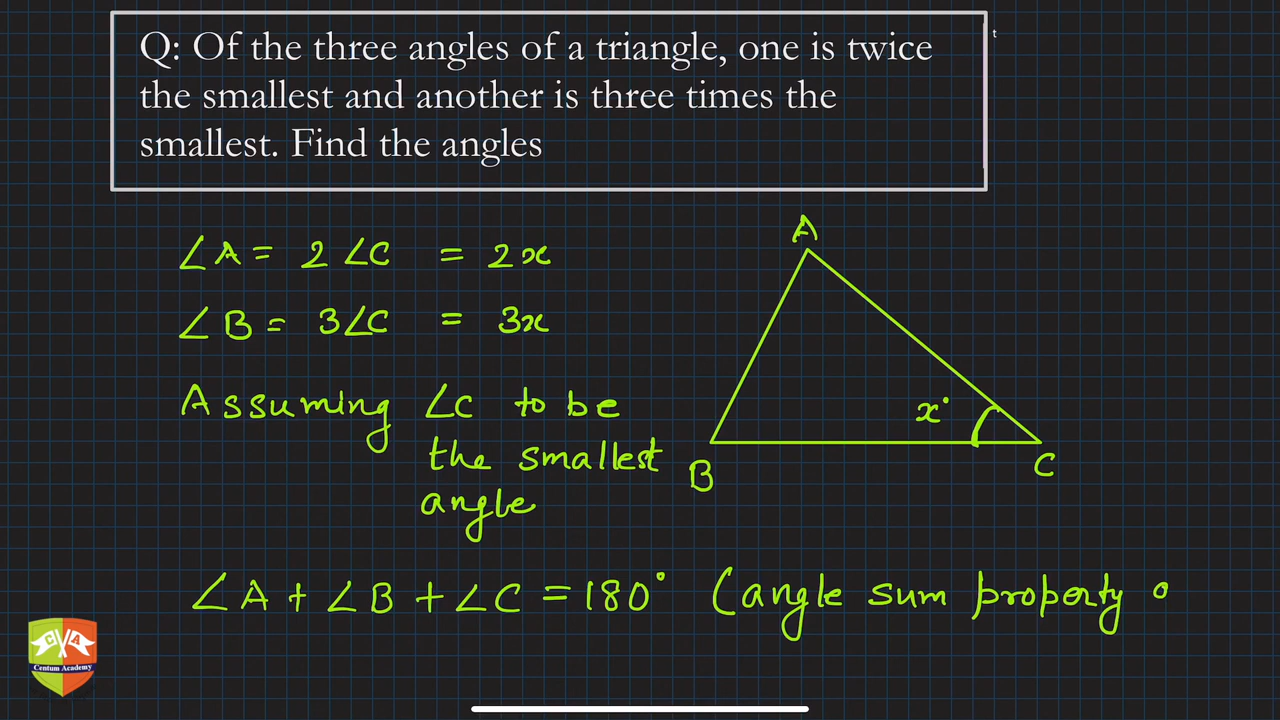 Q: Of the three angles of a triangle, one is twice
the smallest and another is three times the
smallest. Find the angles
∠A = 2∠C = 2x
∠B = 3∠C = 3x
Assuming ∠C to be
the smallest
angle
A
x°
B
C
∠A + ∠B + ∠C = 180° (angle sum property o
C A
Centum Academy